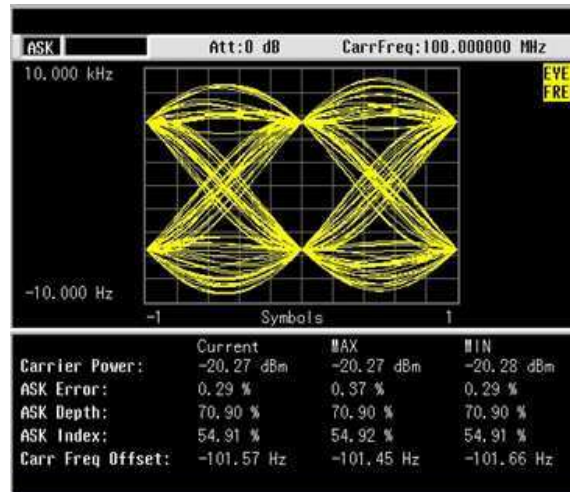 ASK Att:0 dB CarrFreq:100.000000 MHz
10.000 kHz
EYE
FRE
-10.000 Hz
-1 Symbols 1
Current MAX MIN
Carrier Power: -20.27 dBm -20.27 dBm -20.28 dBm
ASK Error: 0.29 % 0.37 % 0.29 %
ASK Depth: 70.90 % 70.90 % 70.90 %
ASK Index: 54.91 % 54.92 % 54.91 %
Carr Freq Offset: -101.57 Hz -101.45 Hz -101.66 Hz